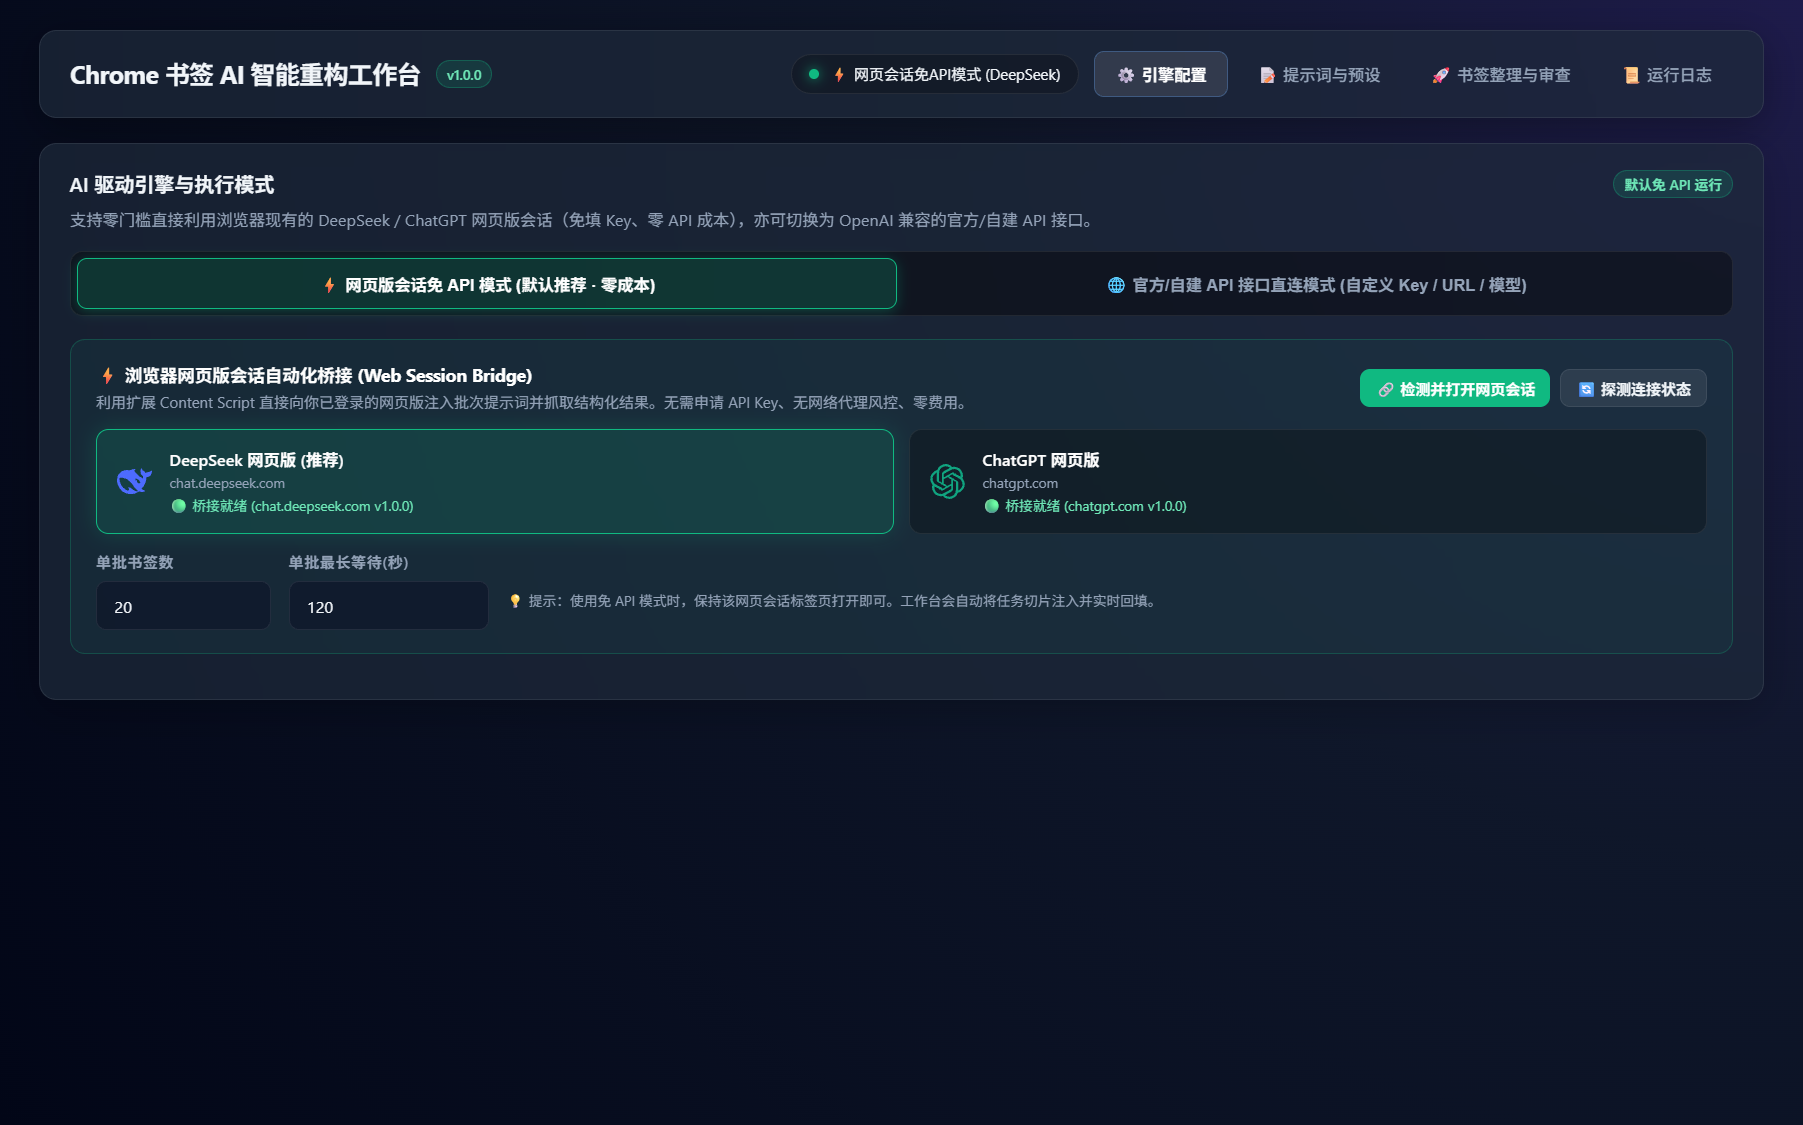 Chrome 书签 AI 智能重构工作台 v1.0.0
⚡ 网页会话免API模式 (DeepSeek)
⚙️ 引擎配置
📝 提示词与预设
🚀 书签整理与审查
📜 运行日志
AI 驱动引擎与执行模式
默认免 API 运行
支持零门槛直接利用浏览器现有的 DeepSeek / ChatGPT 网页版会话（免填 Key、零 API 成本），亦可切换为 OpenAI 兼容的官方/自建 API 接口。
⚡ 网页版会话免 API 模式 (默认推荐 · 零成本)
🌐 官方/自建 API 接口直连模式 (自定义 Key / URL / 模型)
⚡ 浏览器网页版会话自动化桥接 (Web Session Bridge)
利用扩展 Content Script 直接向你已登录的网页版注入批次提示词并抓取结构化结果。无需申请 API Key、无网络代理风控、零费用。
🔗 检测并打开网页会话
🔄 探测连接状态
DeepSeek 网页版 (推荐)
chat.deepseek.com
🟢 桥接就绪 (chat.deepseek.com v1.0.0)
ChatGPT 网页版
chatgpt.com
🟢 桥接就绪 (chatgpt.com v1.0.0)
单批书签数
20
单批最长等待(秒)
120
💡 提示：使用免 API 模式时，保持该网页会话标签页打开即可。工作台会自动将任务切片注入并实时回填。